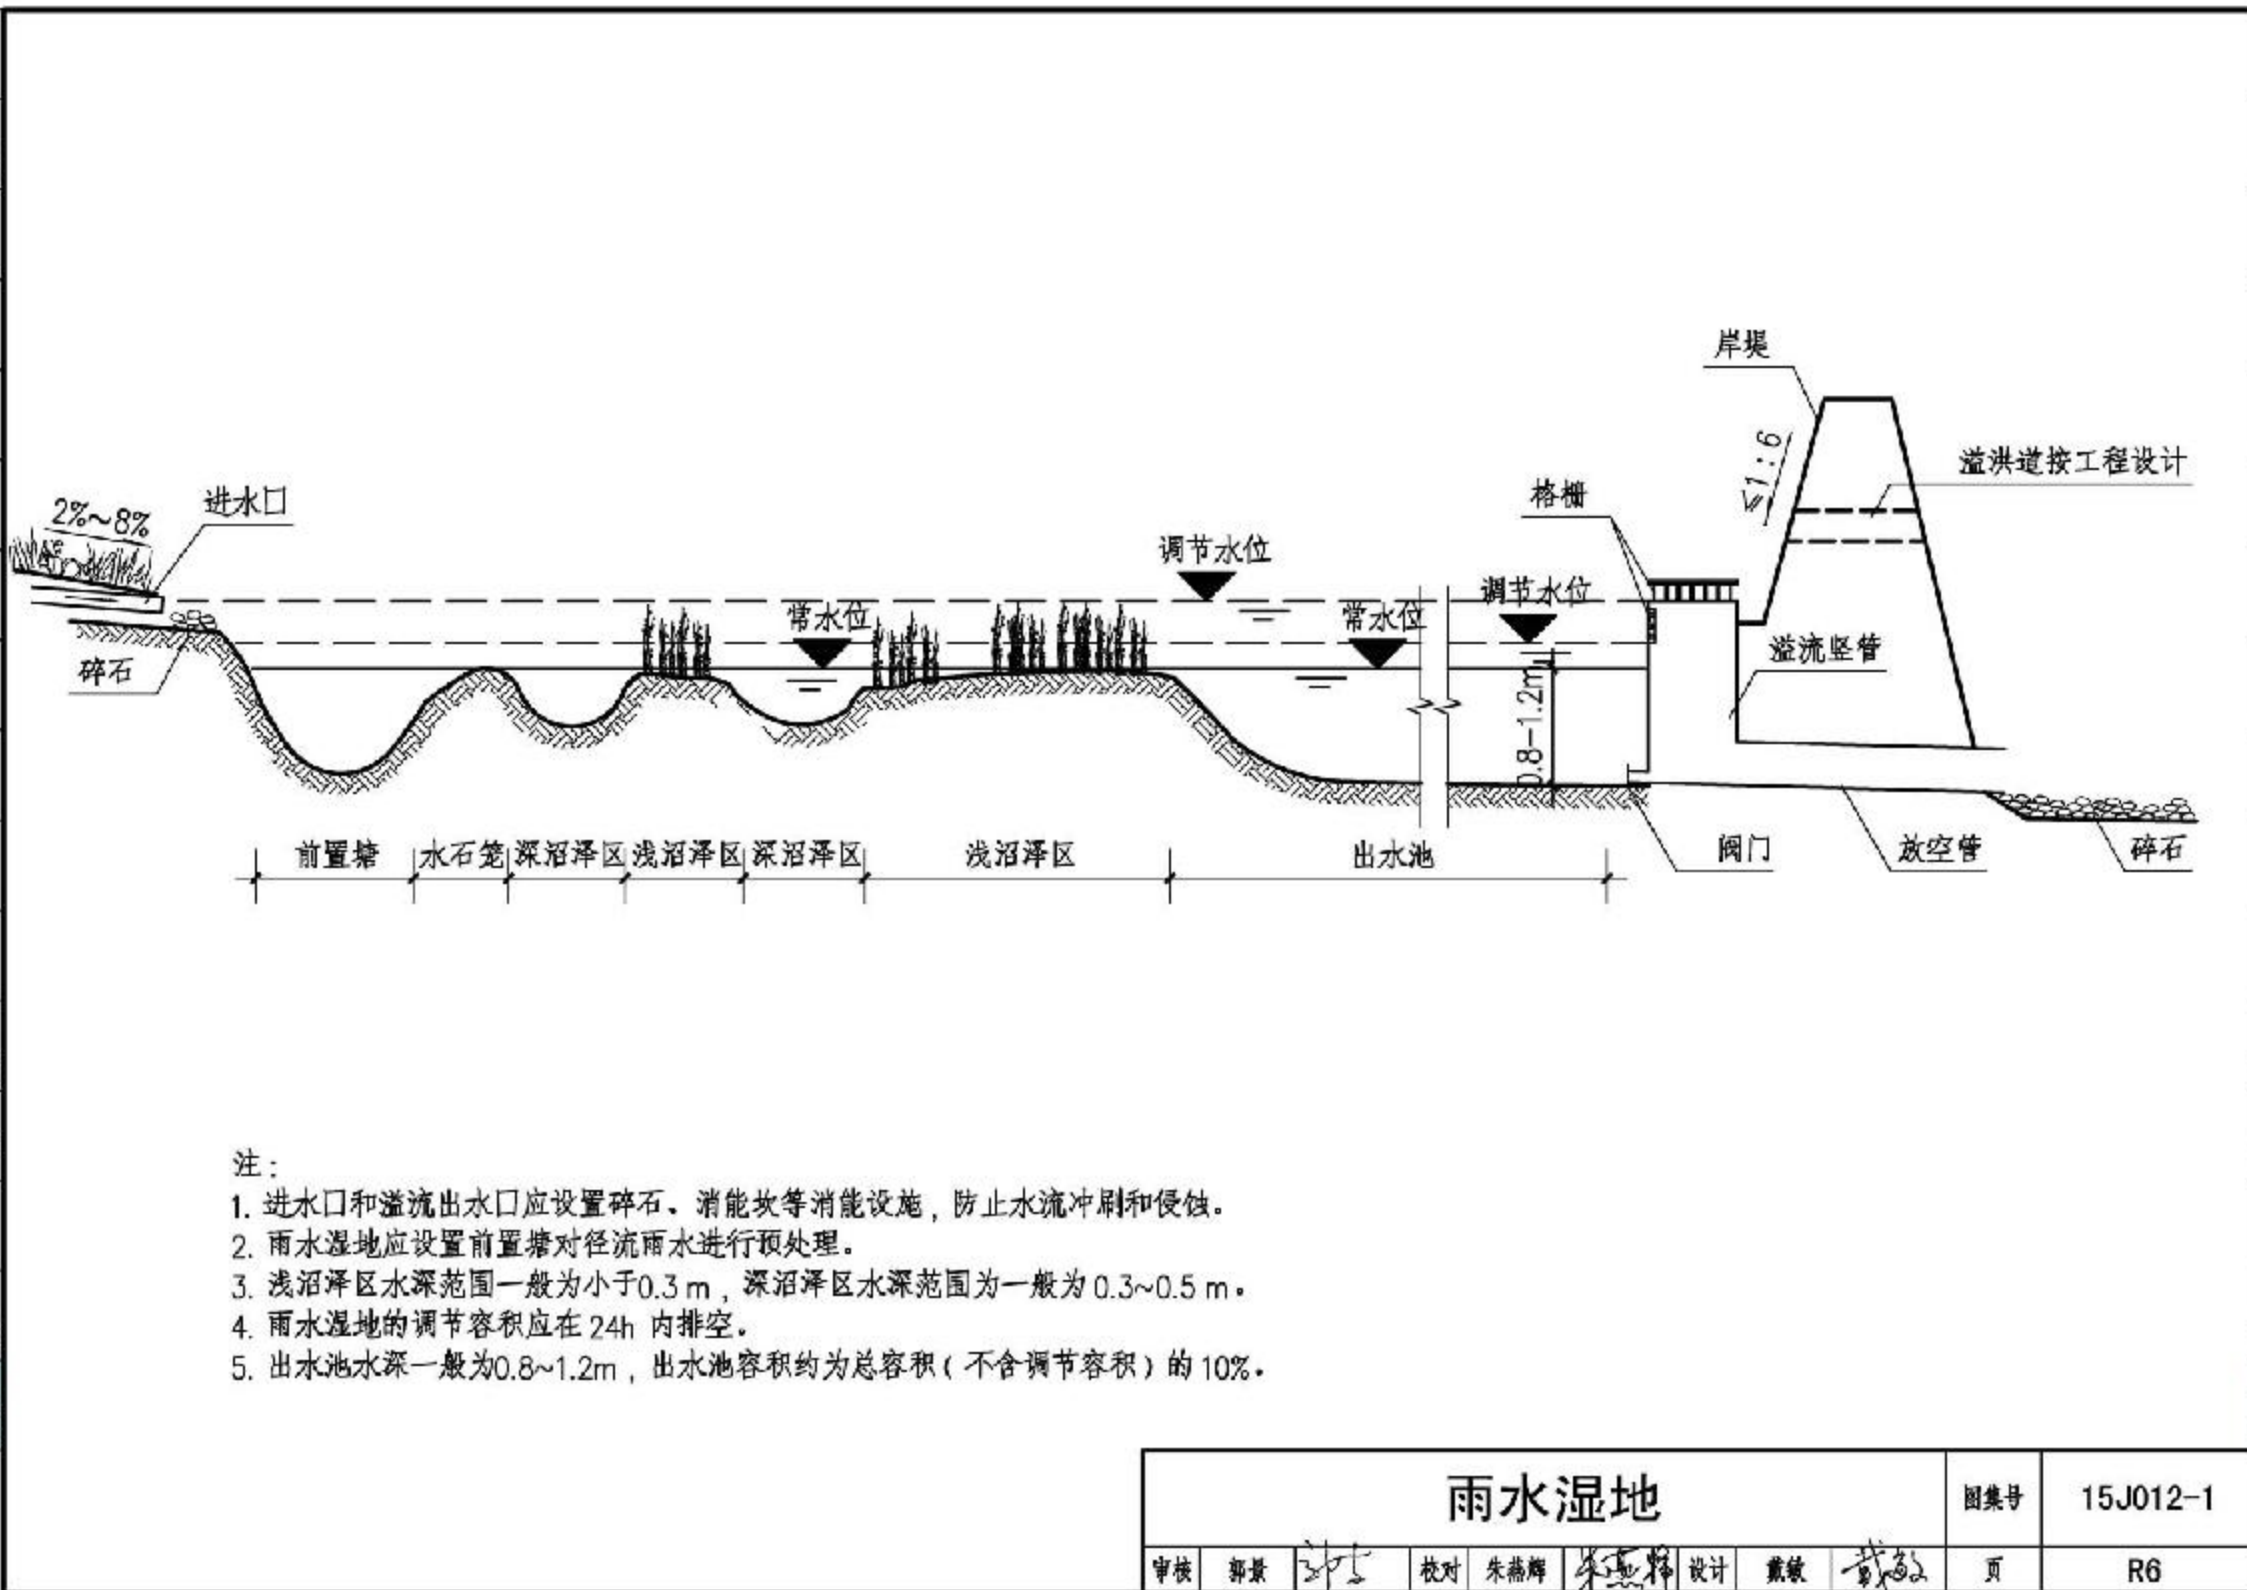 岸堤
≤1:6
溢洪道按工程设计
格栅
进水口
2%~8%
调节水位
调节水位
常水位
常水位
溢流竖管
碎石
0.8-1.2m
前置塘 水石笼 深沼泽区 浅沼泽区 深沼泽区 浅沼泽区 出水池 阀门 放空管 碎石
注：
1. 进水口和溢流出水口应设置碎石、消能坎等消能设施，防止水流冲刷和侵蚀。
2. 雨水湿地应设置前置塘对径流雨水进行预处理。
3. 浅沼泽区水深范围一般为小于0.3 m，深沼泽区水深范围为一般为 0.3~0.5 m。
4. 雨水湿地的调节容积应在 24h 内排空。
5. 出水池水深一般为0.8~1.2m，出水池容积约为总容积（不含调节容积）的 10%。
雨水湿地 图集号 15J012-1
审核 郭景 校对 朱燕辉 朱燕辉 设计 戴敏 戴敏 页 R6